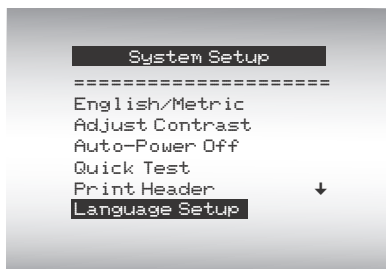 System Setup
======================
English/Metric
Adjust Contrast
Auto-Power Off
Quick Test
Print Header ↓
Language Setup